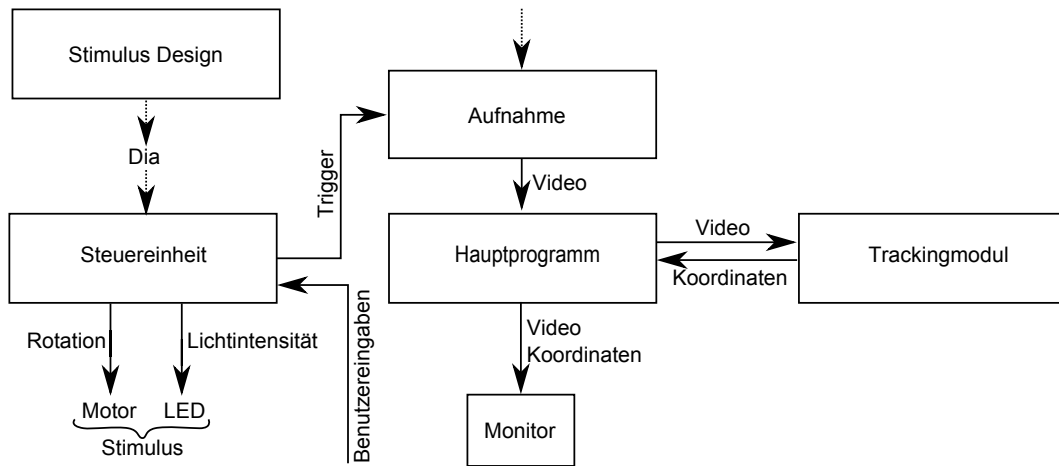 Stimulus Design
Dia
Steuereinheit
Rotation
Lichtintensität
Motor
LED
Stimulus
Trigger
Benutzereingaben
Aufnahme
Video
Hauptprogramm
Video
Koordinaten
Trackingmodul
Video
Koordinaten
Monitor